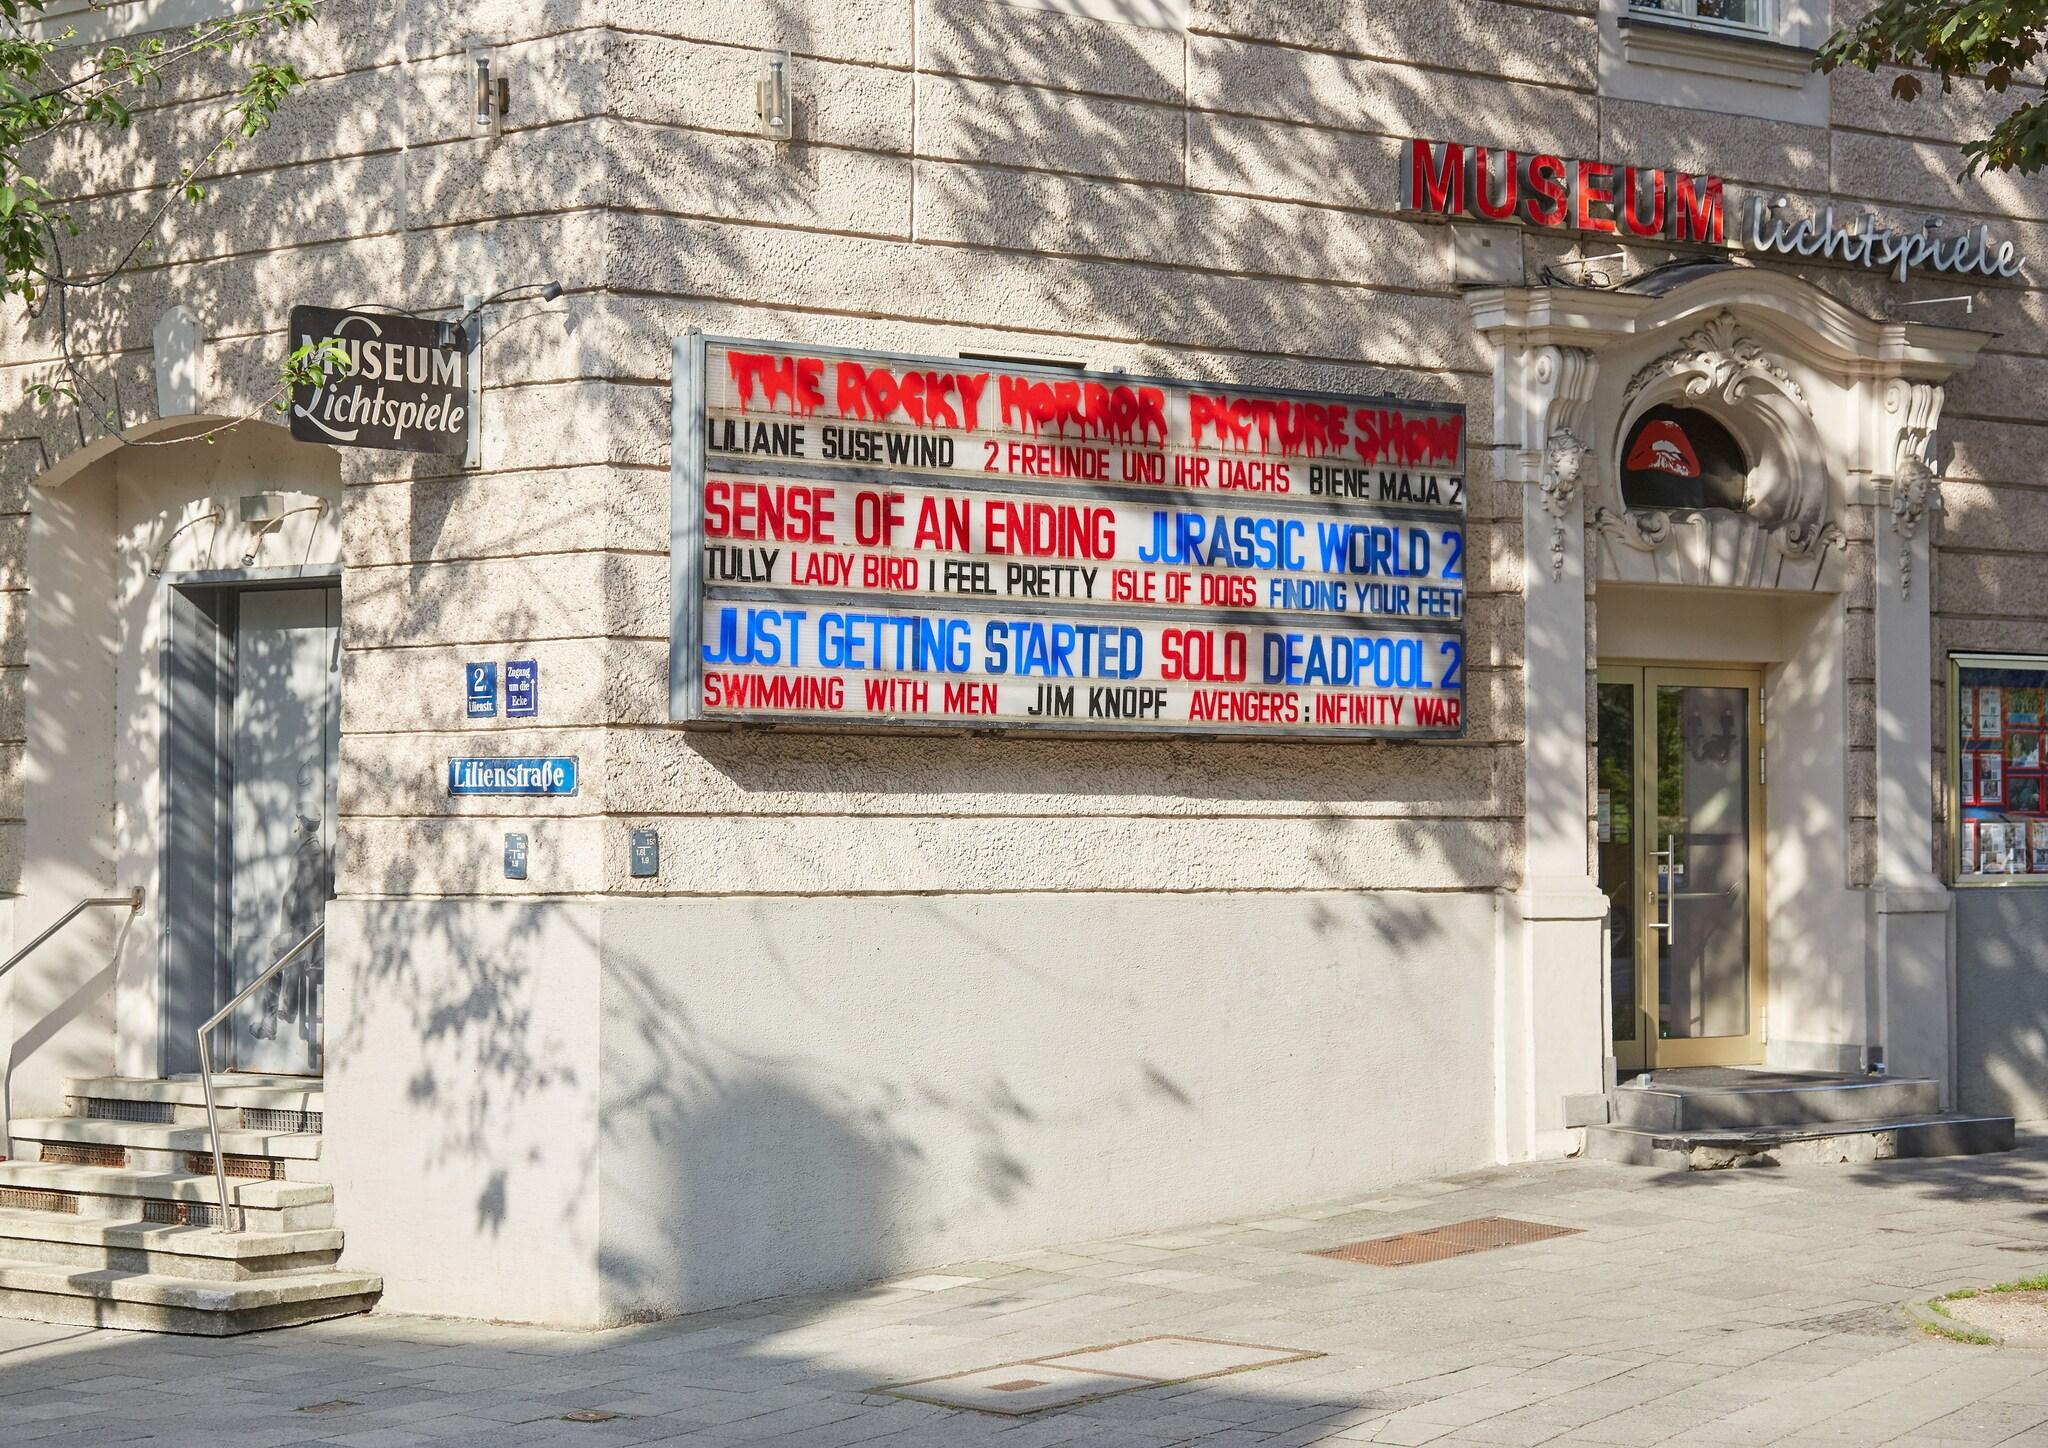 MUSEUM lichtspiele
MUSEUM
Lichtspiele
THE ROCKY HORROR PICTURE SHOW
LILIANE SUSEWIND 2 FREUNDE UND IHR DACHS BIENE MAJA 2
SENSE OF AN ENDING JURASSIC WORLD 2
TULLY LADY BIRD I FEEL PRETTY ISLE OF DOGS FINDING YOUR FEET
JUST GETTING STARTED SOLO DEADPOOL 2
SWIMMING WITH MEN JIM KNOPF AVENGERS : INFINITY WAR
2
Lilienstr.
Zugang
um die
Ecke
Lilienstraße